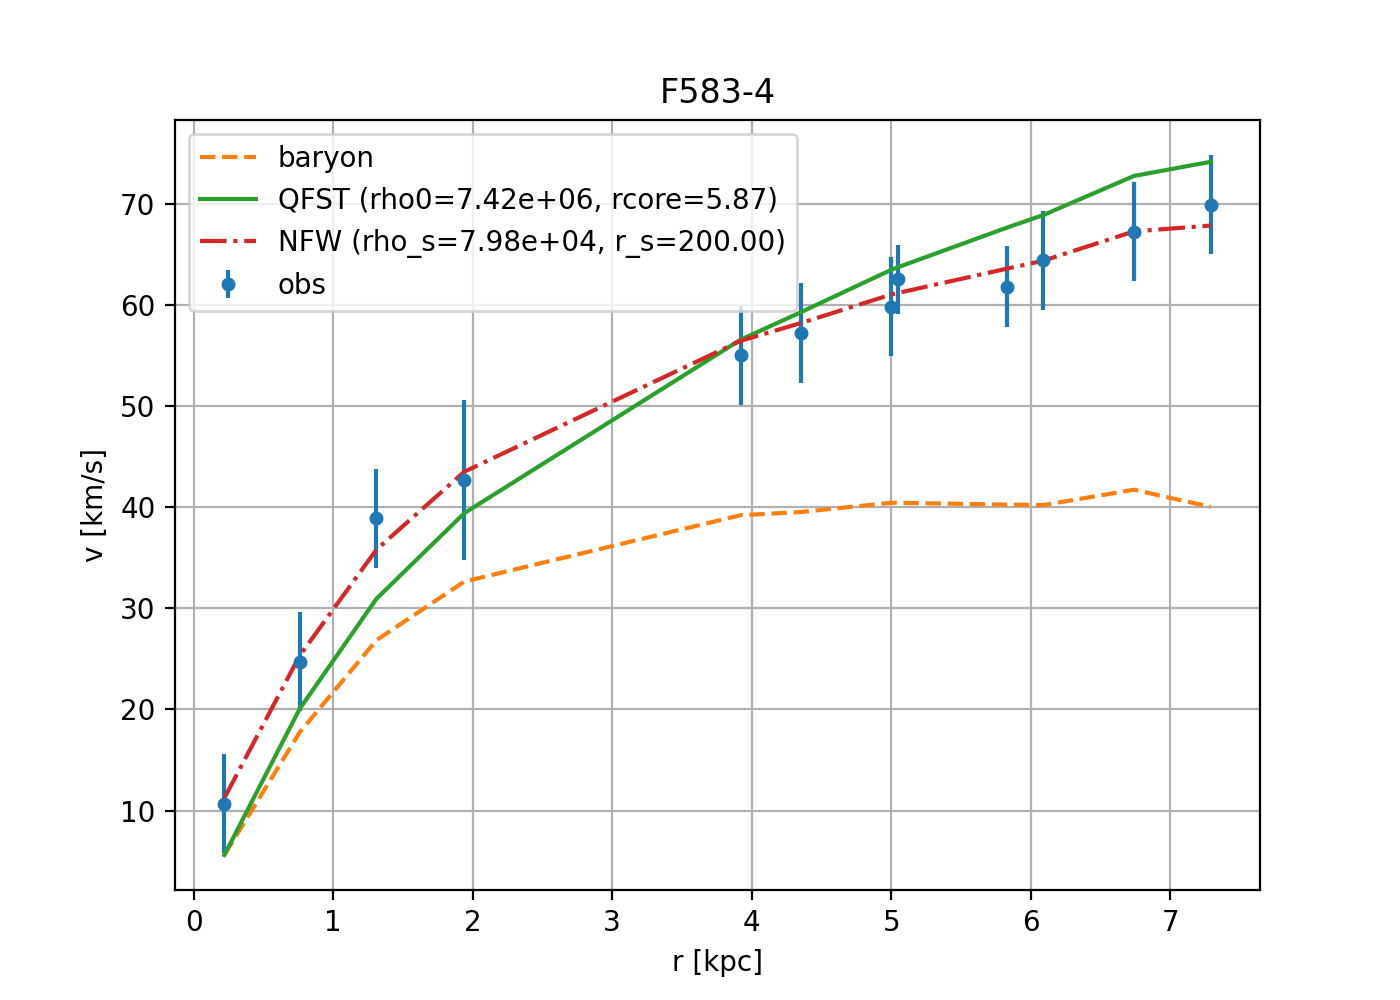 F583-4
baryon
QFST (rho0=7.42e+06, rcore=5.87)
NFW (rho_s=7.98e+04, r_s=200.00)
obs
70
60
50
40
30
20
10
v [km/s]
0 1 2 3 4 5 6 7
r [kpc]